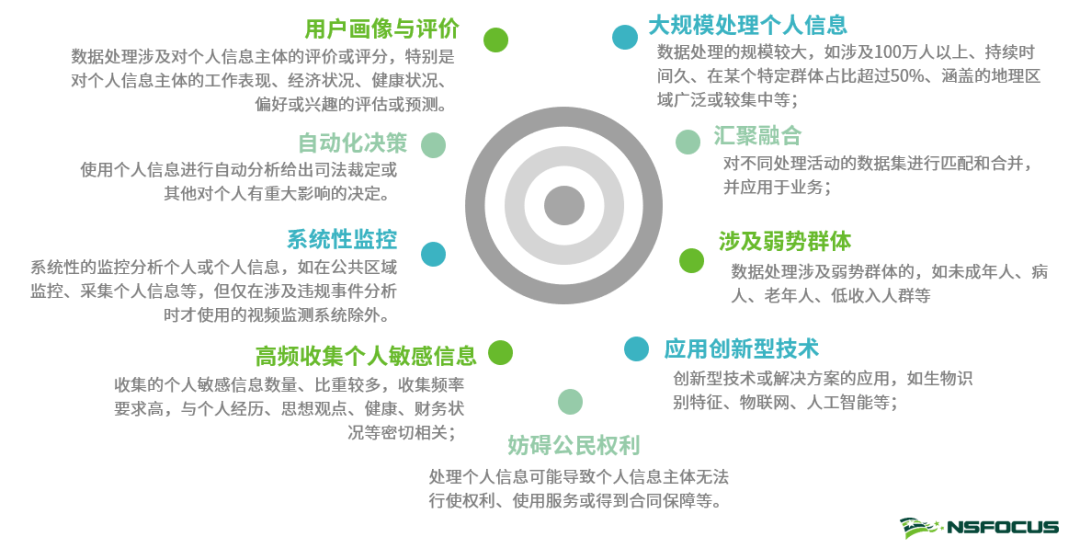 用户画像与评价
数据处理涉及对个人信息主体的评价或评分，特别是
对个人信息主体的工作表现、经济状况、健康状况、
偏好或兴趣的评估或预测。
自动化决策
使用个人信息进行自动分析给出司法裁定或
其他对个人有重大影响的决定。
系统性监控
系统性的监控分析个人或个人信息，如在公共区域
监控、采集个人信息等，但仅在涉及违规事件分析
时才使用的视频监测系统除外。
高频收集个人敏感信息
收集的个人敏感信息数量、比重较多，收集频率
要求高，与个人经历、思想观点、健康、财务状
况等密切相关；
大规模处理个人信息
数据处理的规模较大，如涉及100万人以上、持续时
间久、在某个特定群体占比超过50%、涵盖的地理区
域广泛或较集中等；
汇聚融合
对不同处理活动的数据集进行匹配和合并，
并应用于业务；
涉及弱势群体
数据处理涉及弱势群体的，如未成年人、病
人、老年人、低收入人群等
应用创新型技术
创新型技术或解决方案的应用，如生物识
别特征、物联网、人工智能等；
妨碍公民权利
处理个人信息可能导致个人信息主体无法
行使权利、使用服务或得到合同保障等。
NSFOCUS